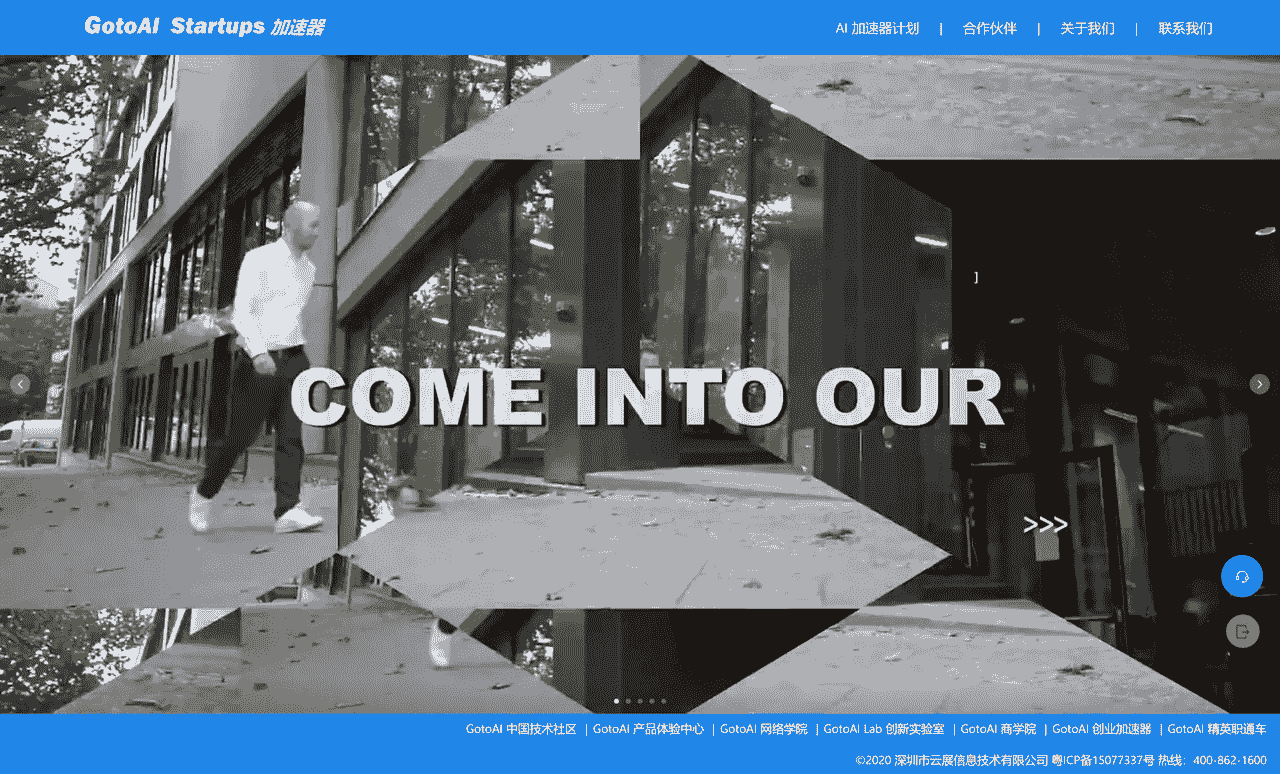 GotoAI Startups 加速器
AI 加速器计划 | 合作伙伴 | 关于我们 | 联系我们
]
COME INTO OUR
>>>
GotoAI 中国技术社区 | GotoAI 产品体验中心 | GotoAI 网络学院 | GotoAI Lab 创新实验室 | GotoAI 商学院 | GotoAI 创业加速器 | GotoAI 精英职通车
©2020 深圳市云展信息技术有限公司 粤ICP备15077337号 热线：400-862-1600